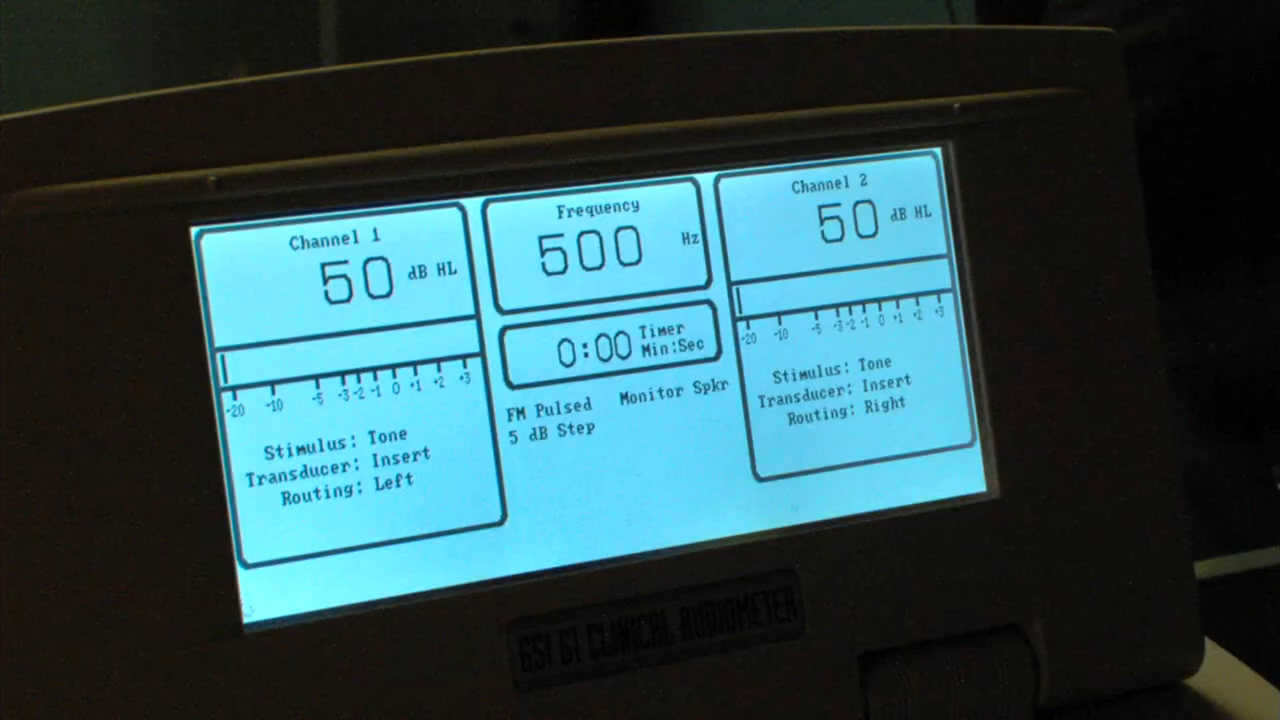 Channel 1
50 dB HL
-20 -10 -5 -3 -2 -1 0 +1 +2 +3
Stimulus: Tone
Transducer: Insert
Routing: Left
Frequency
500 Hz
0:00 Timer
Min:Sec
FM Pulsed Monitor Spkr
5 dB Step
Channel 2
50 dB HL
-20 -10 -5 -3 -2 -1 0 +1 +2 +3
Stimulus: Tone
Transducer: Insert
Routing: Right
GSI 61 CLINICAL AUDIOMETER